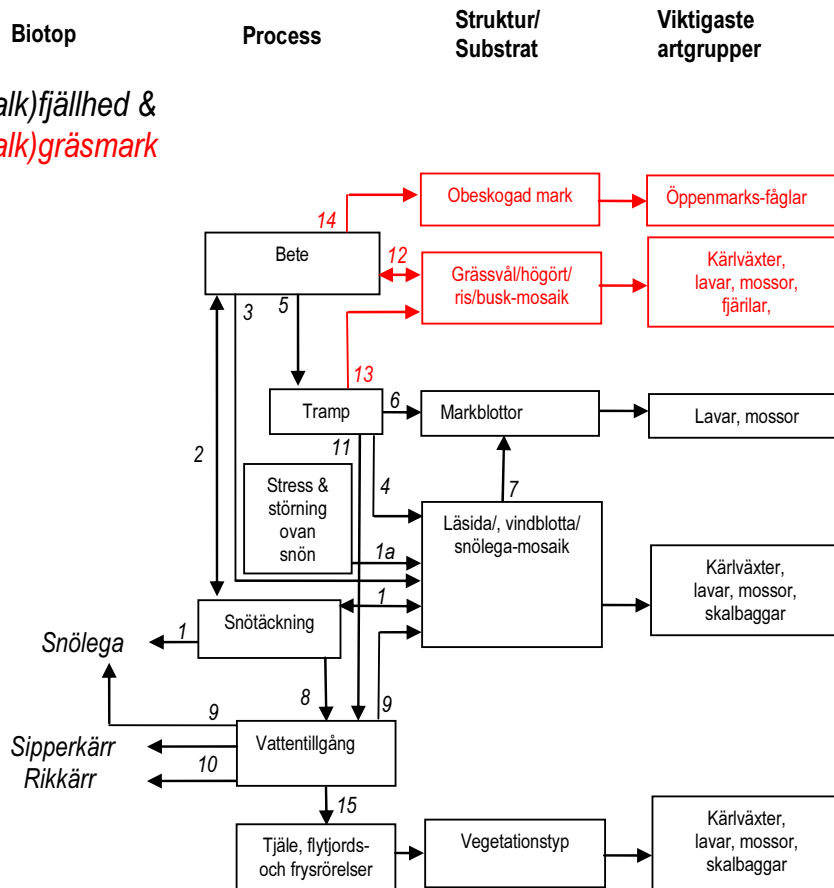 Biotop
Process
Struktur/
Substrat
Viktigaste
artgrupper
alk)fjällhed &
alk)gräsmark
Obeskogad mark
Öppenmarks-fåglar
14
Bete
12
Grässvål/högört/
ris/busk-mosaik
Kärlväxter,
lavar, mossor,
fjärilar,
3
5
13
Tramp
6
Markblottor
Lavar, mossor
2
11
4
7
Stress &
störning
ovan
snön
1a
Läsida/, vindblotta/
snölega-mosaik
Kärlväxter,
lavar, mossor,
skalbaggar
1
Snötäckning
1
Snölega
8
9
9
Vattentillgång
Sipperkärr
Rikkärr
10
15
Tjäle, flytjords-
och frysrörelser
Vegetationstyp
Kärlväxter,
lavar, mossor,
skalbaggar